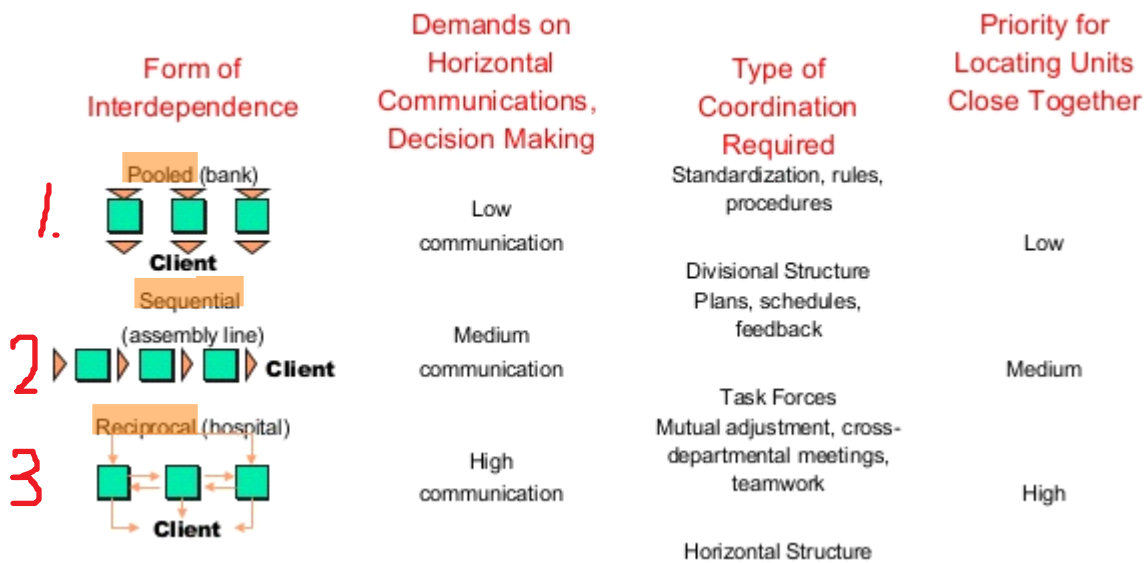 Form of
Interdependence
Demands on
Horizontal
Communications,
Decision Making
Type of
Coordination
Required
Priority for
Locating Units
Close Together
1.
Pooled (bank)
Client
Low
communication
Standardization, rules,
procedures
Divisional Structure
Low
2
Sequential
(assembly line)
Client
Medium
communication
Plans, schedules,
feedback
Task Forces
Medium
3
Reciprocal (hospital)
Client
High
communication
Mutual adjustment, cross-
departmental meetings,
teamwork
Horizontal Structure
High